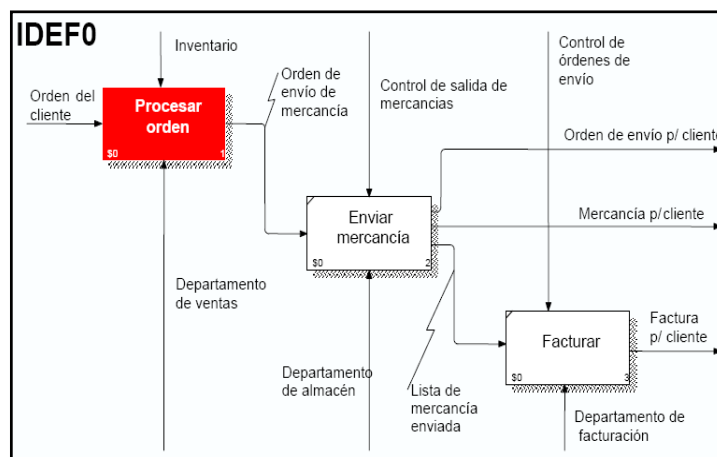 IDEF0
Inventario
Orden del
cliente
Procesar
orden
$0
1
Orden de
envío de
mercancía
Control de salida de
mercancias
Control de
órdenes de
envío
Orden de envío p/ cliente
Enviar
mercancía
$0
2
Mercancía p/cliente
Departamento
de ventas
Facturar
$0
3
Factura
p/ cliente
Departamento
de almacén
Lista de
mercancía
enviada
Departamento de
facturación